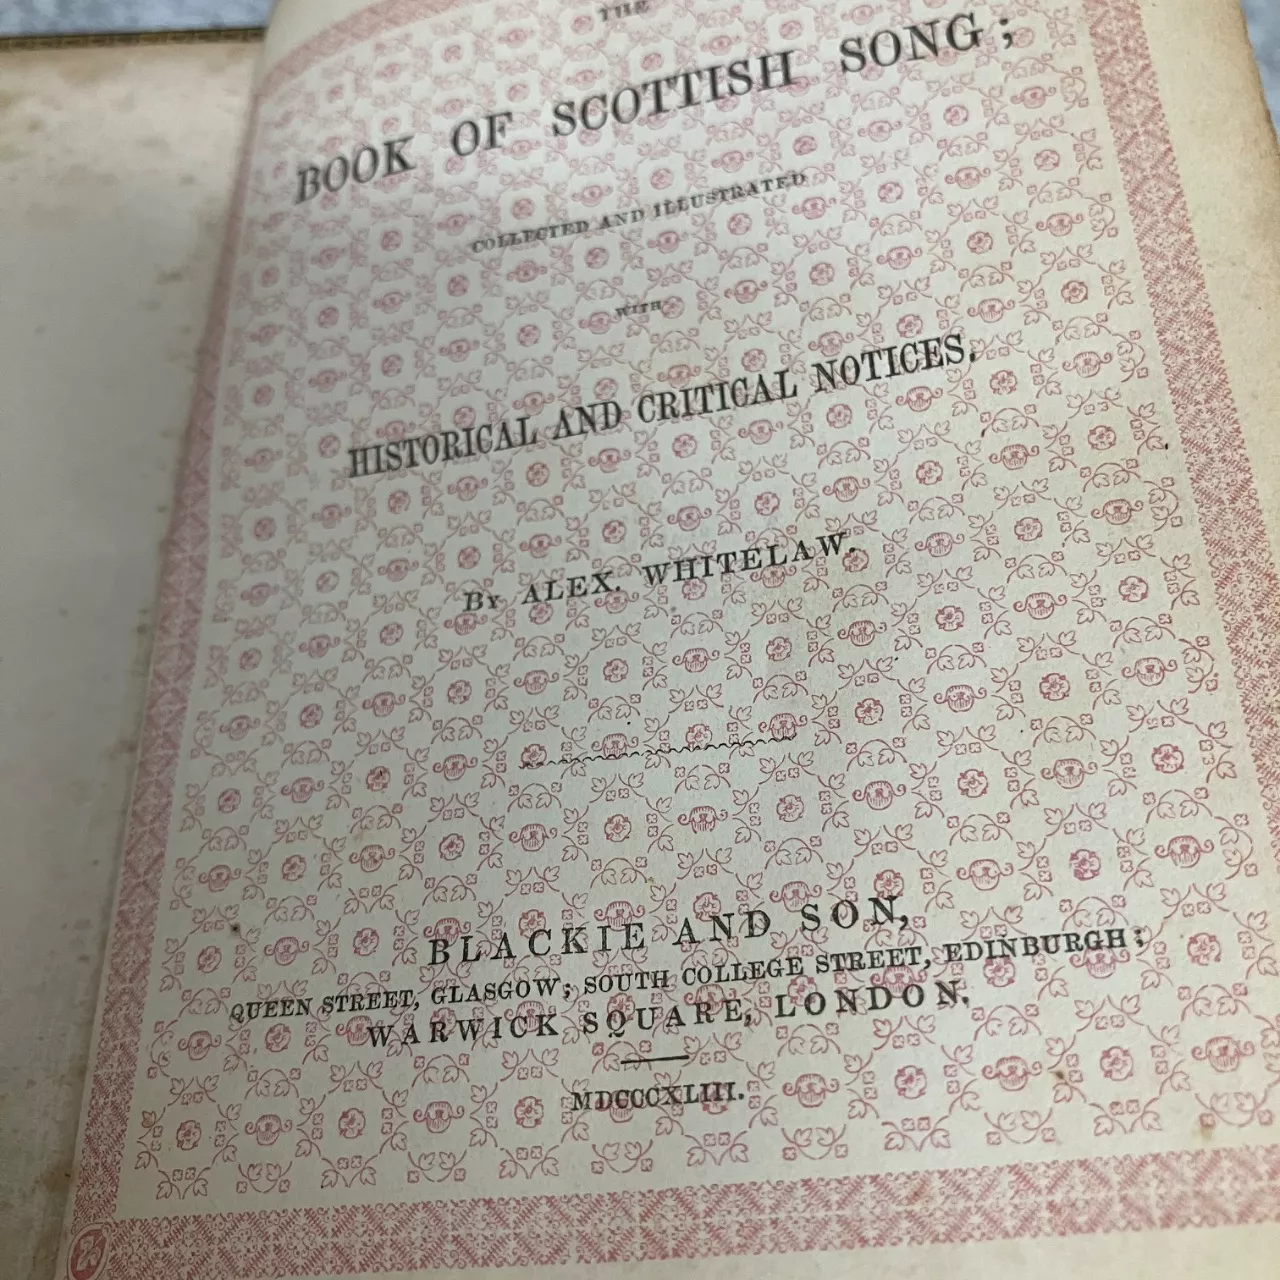 THE
BOOK OF SCOTTISH SONG;
COLLECTED AND ILLUSTRATED
WITH
HISTORICAL AND CRITICAL NOTICES.
BY ALEX. WHITELAW.
BLACKIE AND SON,
QUEEN STREET, GLASGOW; SOUTH COLLEGE STREET, EDINBURGH;
WARWICK SQUARE, LONDON.
MDCCCXLIII.